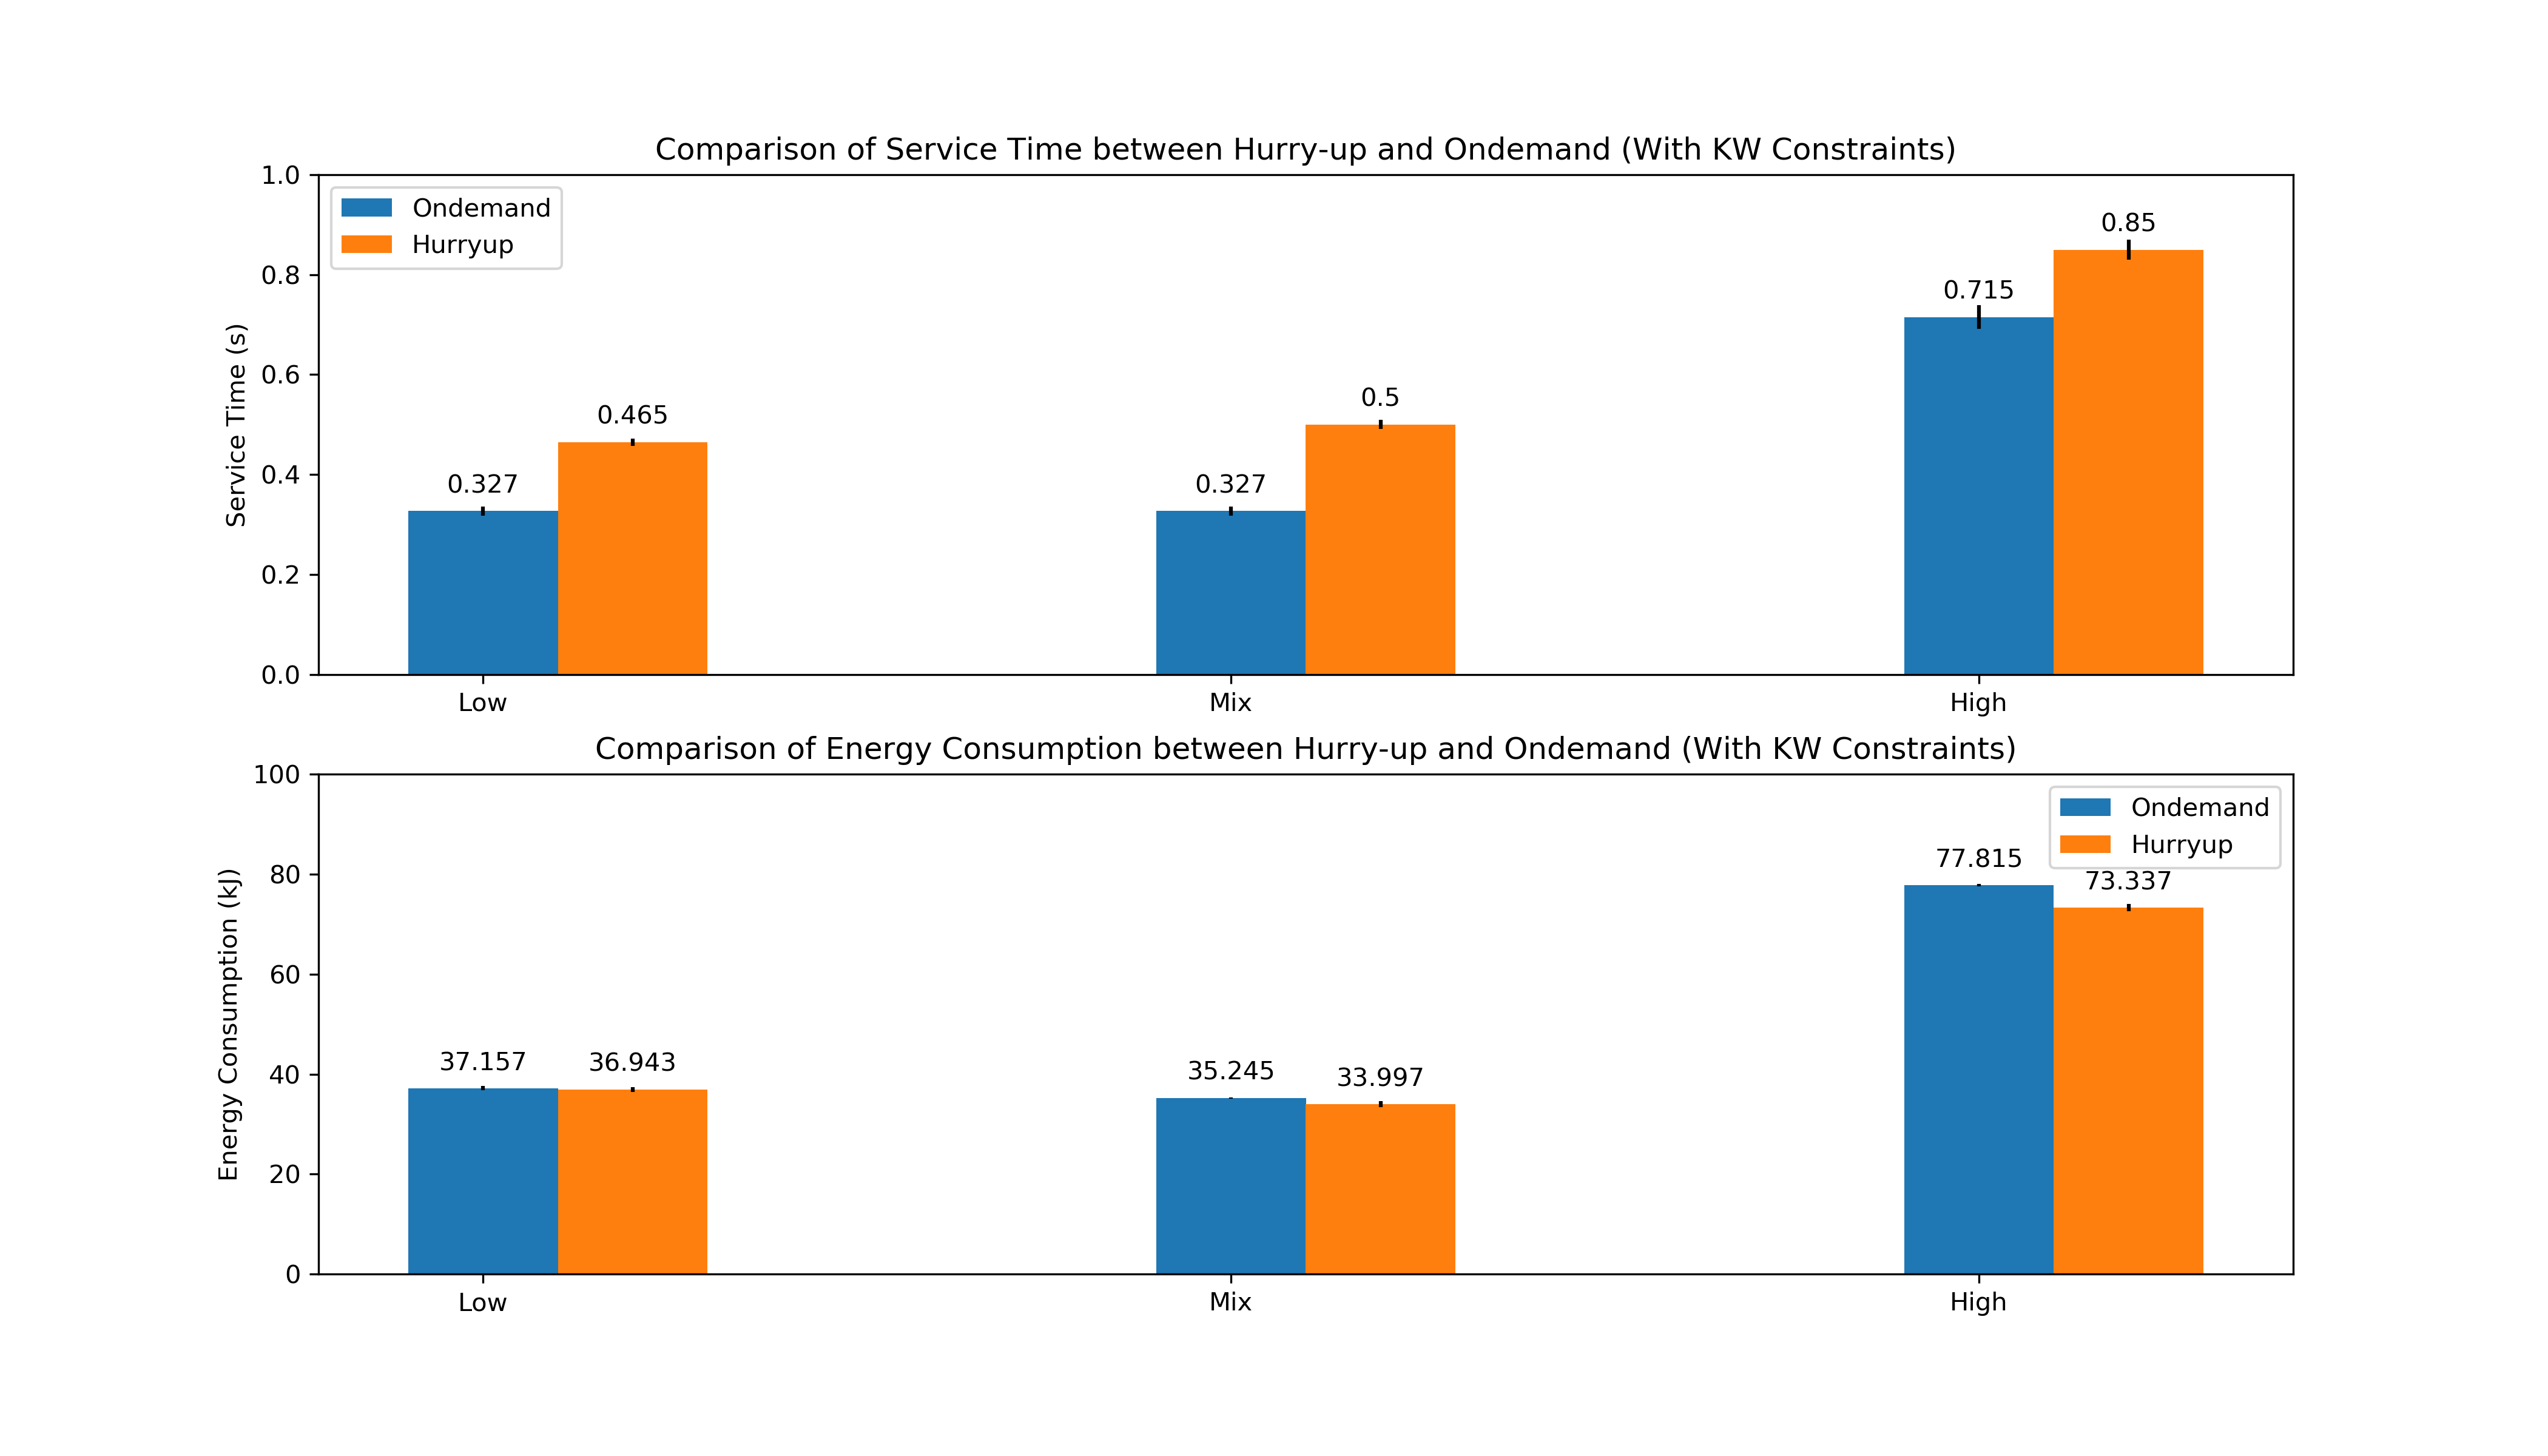 Comparison of Service Time between Hurry-up and Ondemand (With KW Constraints)
Ondemand
Hurryup
Service Time (s)
1.0
0.8
0.6
0.4
0.2
0.0
0.327
0.465
0.327
0.5
0.715
0.85
Low
Mix
High
Comparison of Energy Consumption between Hurry-up and Ondemand (With KW Constraints)
Ondemand
Hurryup
Energy Consumption (kJ)
100
80
60
40
20
0
37.157
36.943
35.245
33.997
77.815
73.337
Low
Mix
High